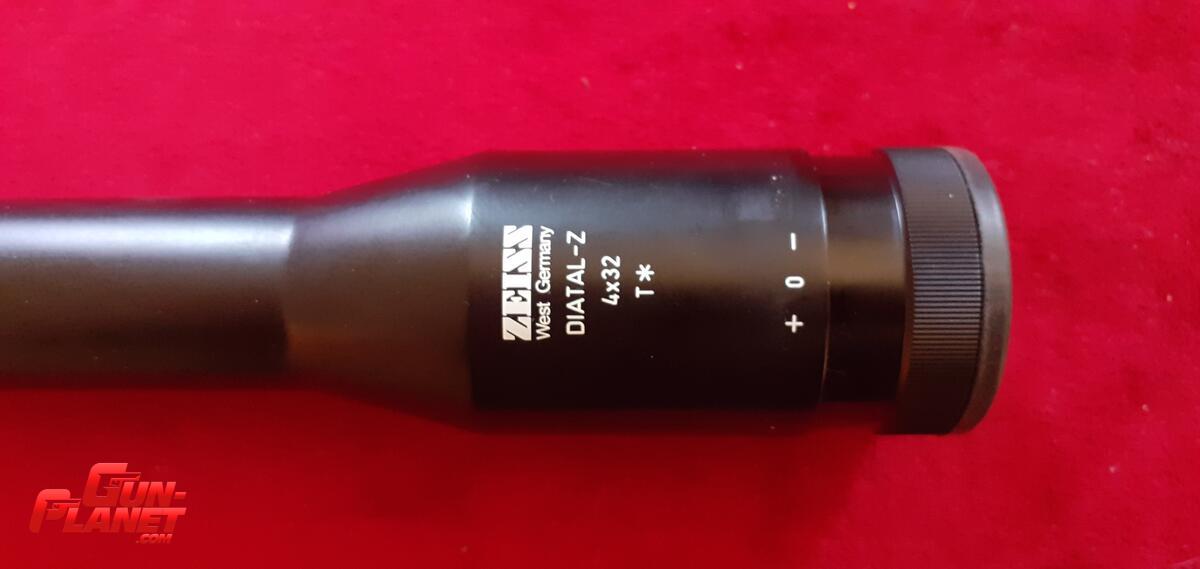 ZEISS
West Germany
DIATAL-Z
4x32
T*
+ 0 -
GUN-
PLANET
.COM